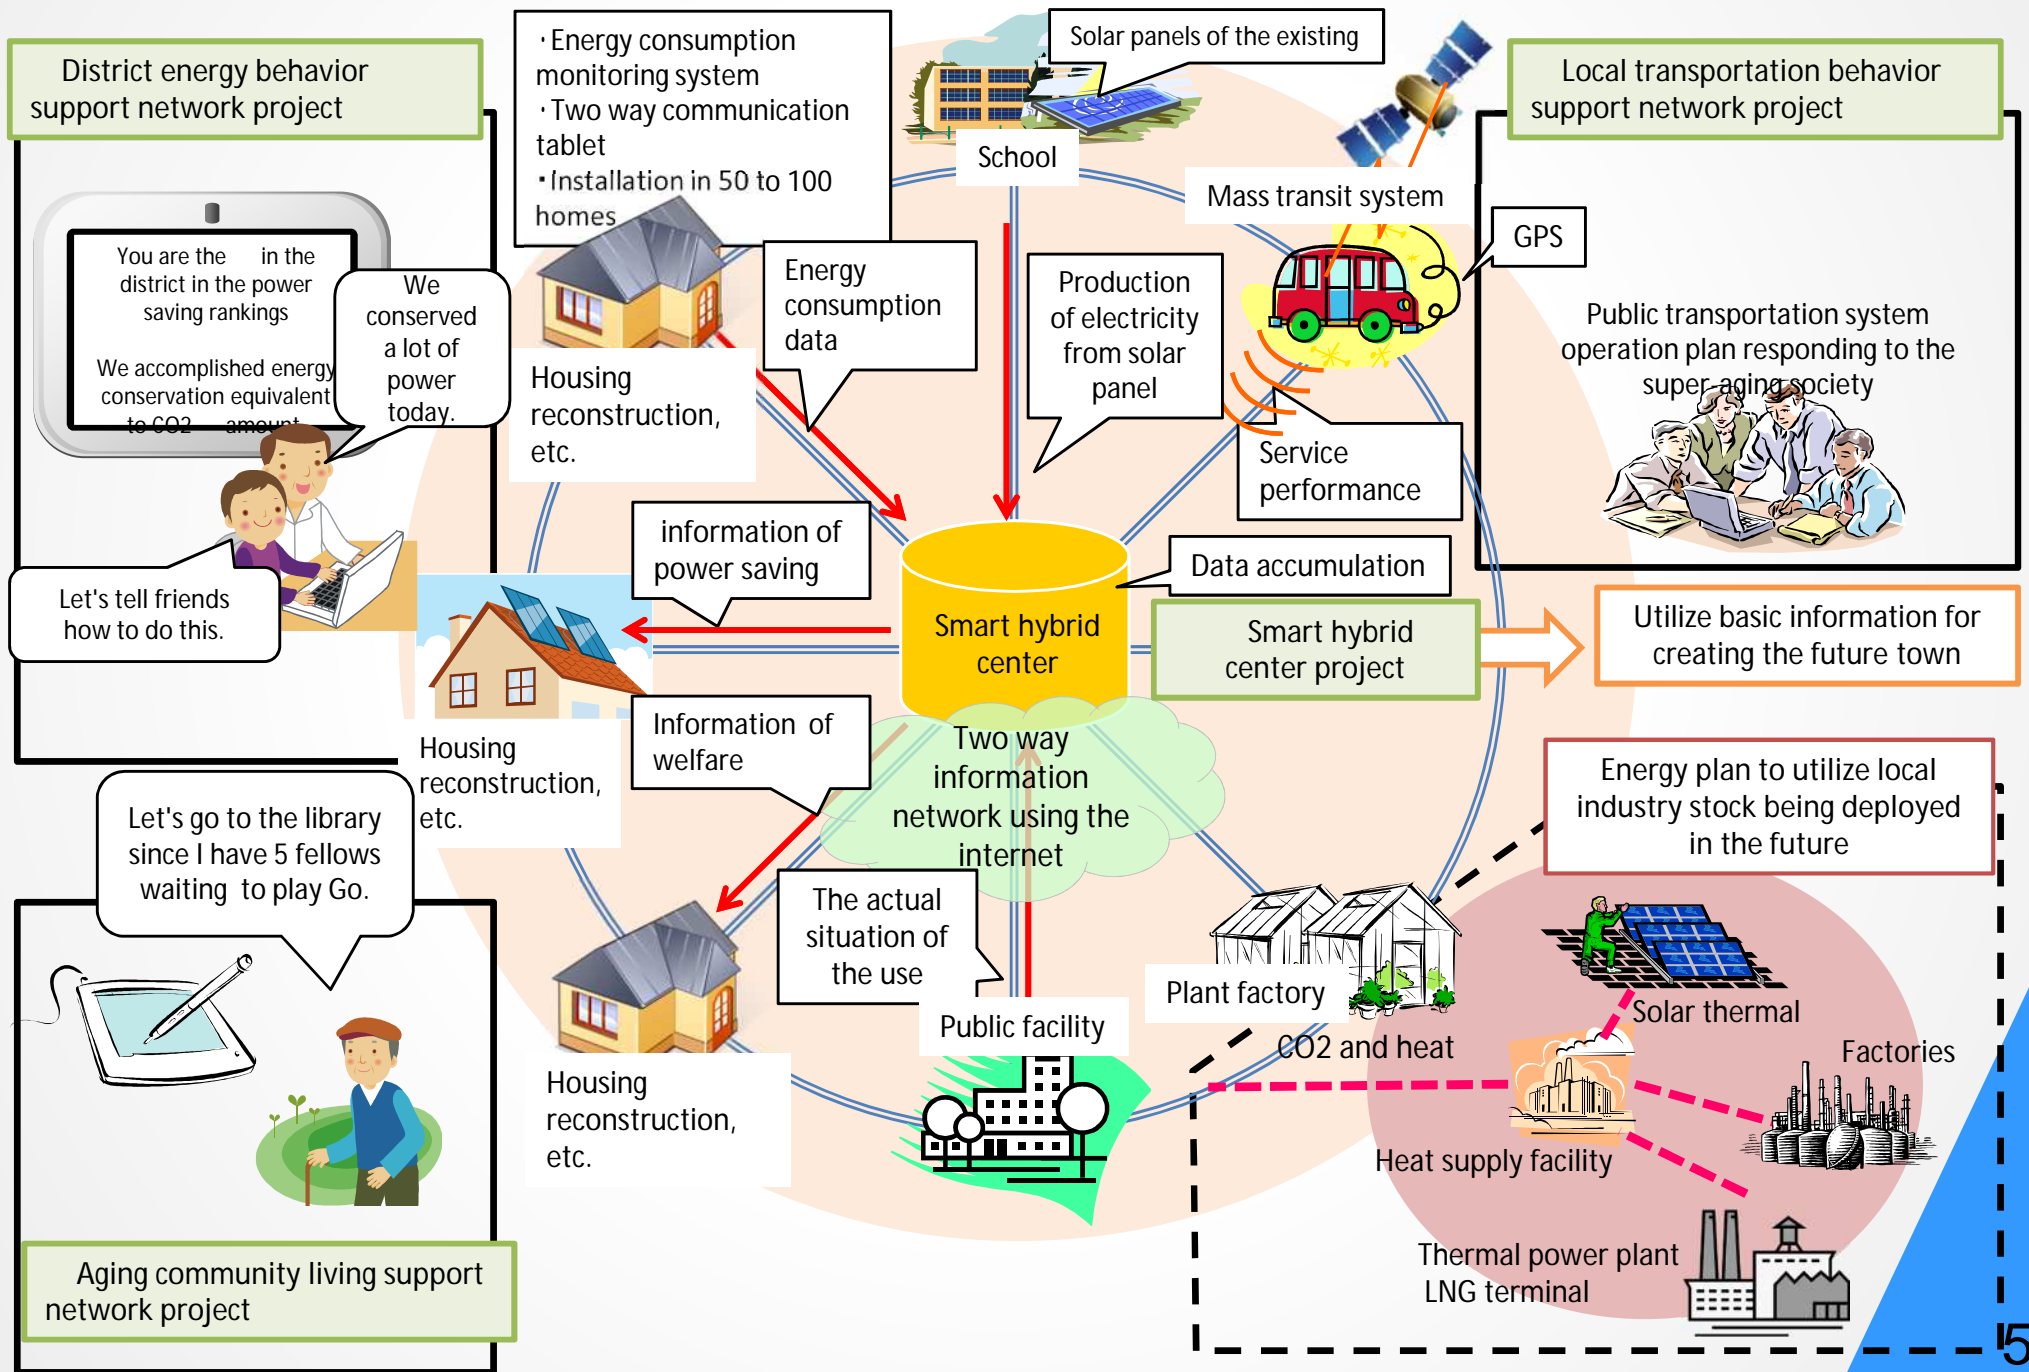 District energy behavior
support network project
・Energy consumption
monitoring system
・Two way communication
tablet
・Installation in 50 to 100
homes
Solar panels of the existing
School
Local transportation behavior
support network project
Mass transit system
GPS
You are the in the
district in the power
saving rankings
We accomplished energy
conservation equivalent
to CO2 amount
We
conserved
a lot of
power
today.
Let's tell friends
how to do this.
Energy
consumption
data
Production
of electricity
from solar
panel
Housing
reconstruction,
etc.
Service
performance
Public transportation system
operation plan responding to the
super-aging society
information of
power saving
Data accumulation
Smart hybrid
center
Smart hybrid
center project
Utilize basic information for
creating the future town
Housing
reconstruction,
etc.
Information of
welfare
Two way
information
network using the
internet
Energy plan to utilize local
industry stock being deployed
in the future
Let's go to the library
since I have 5 fellows
waiting to play Go.
The actual
situation of
the use
Public facility
Plant factory
CO2 and heat
Solar thermal
Factories
Heat supply facility
Thermal power plant
LNG terminal
Housing
reconstruction,
etc.
Aging community living support
network project
5